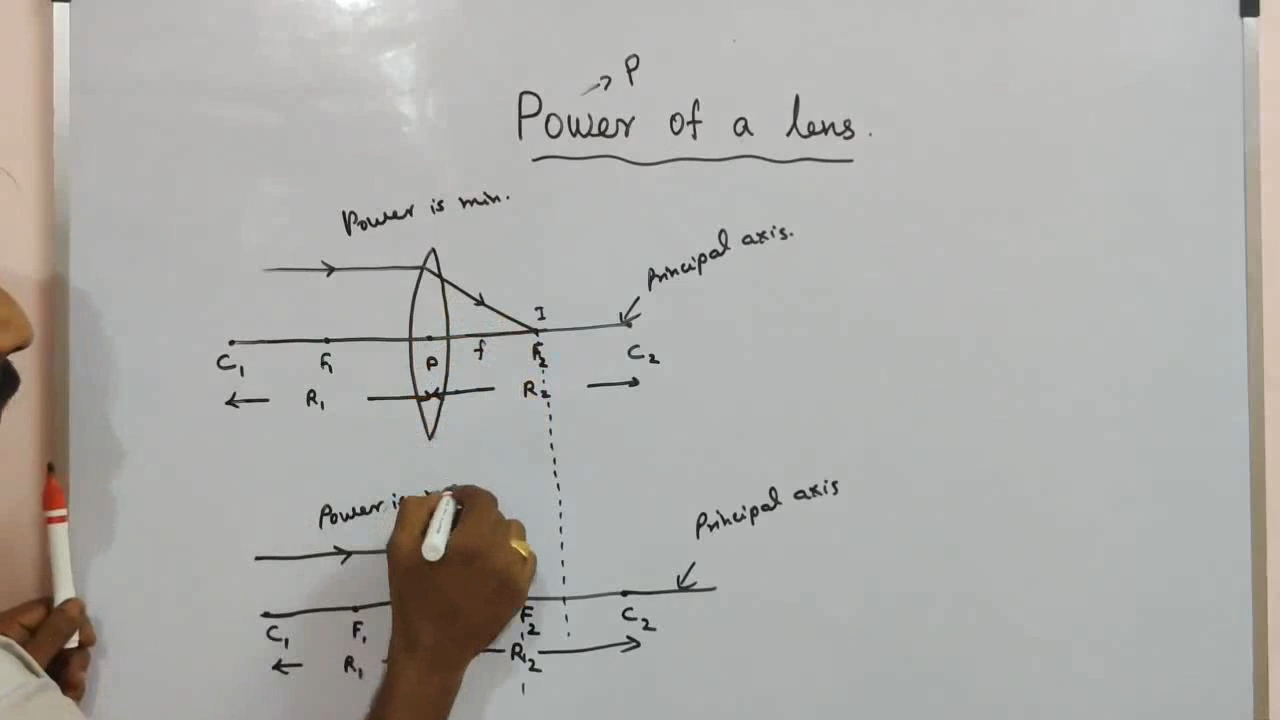 P
Power of a lens.
Power is min.
Principal axis.
I
C1 F1 P f F2 C2
R1 R2
Power is
Principal axis
C1 F1 F2 C2
R1 R2